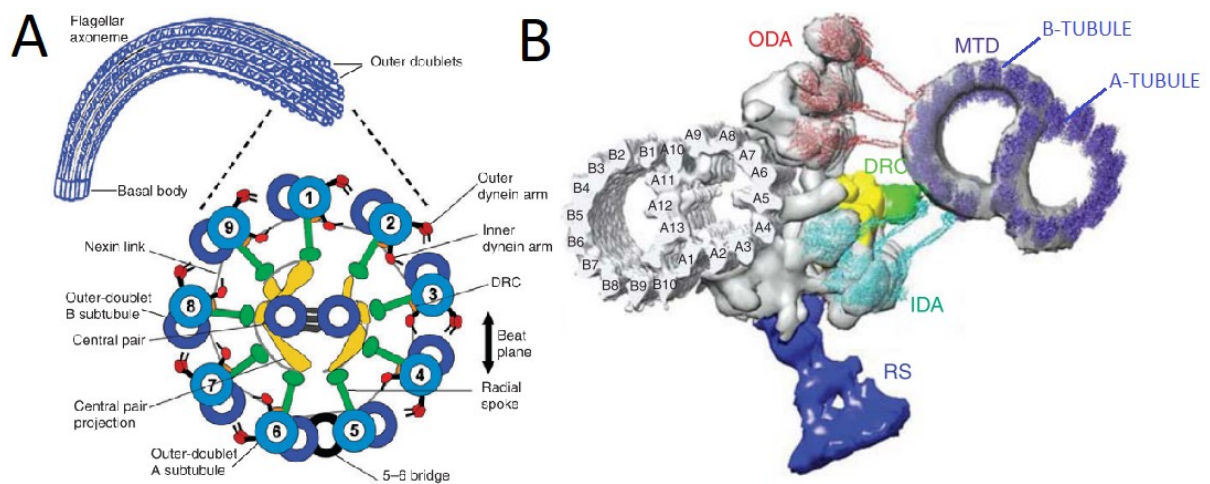 A
Flagellar
axoneme
Outer doublets
Basal body
Outer
dynein arm
Inner
dynein arm
Nexin link
DRC
Outer-doublet
B subtubule
Central pair
Beat
plane
Central pair
projection
Radial
spoke
Outer-doublet
A subtubule
5–6 bridge
1
2
3
4
5
6
7
8
9
B
ODA
MTD
B-TUBULE
A-TUBULE
DRC
IDA
RS
A9
A8
A7
A6
A5
A4
A3
A2
A1
A10
A11
A12
A13
B1
B2
B3
B4
B5
B6
B7
B8
B9
B10